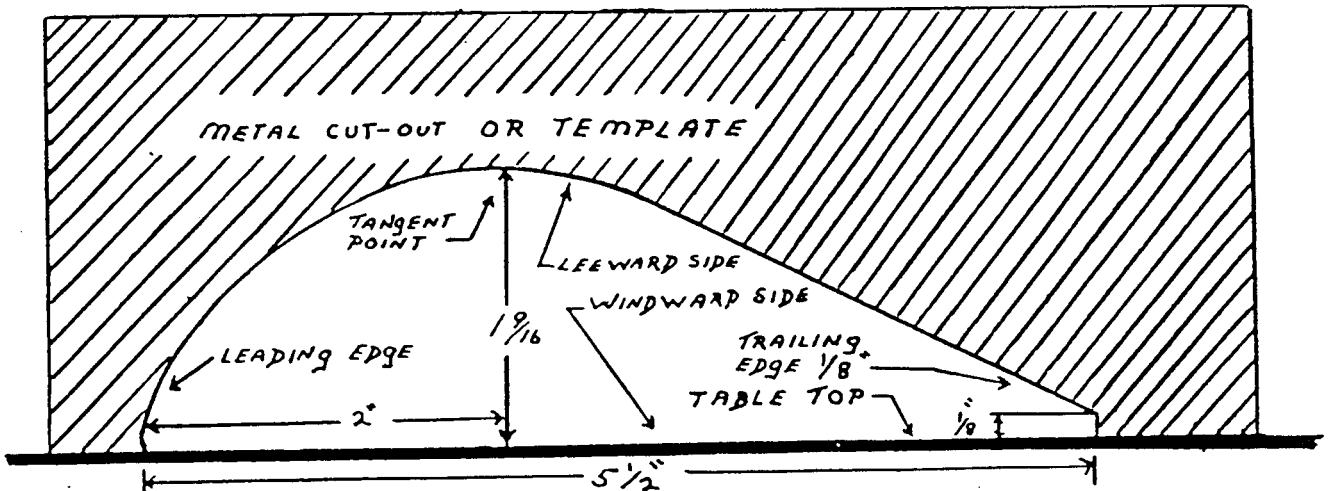 METAL CUT-OUT OR TEMPLATE
TANGENT
POINT
LEEWARD SIDE
WINDWARD SIDE
1 9/16
LEADING EDGE
TRAILING
EDGE 1/8"
2"
TABLE TOP
1/8"
5 1/2"